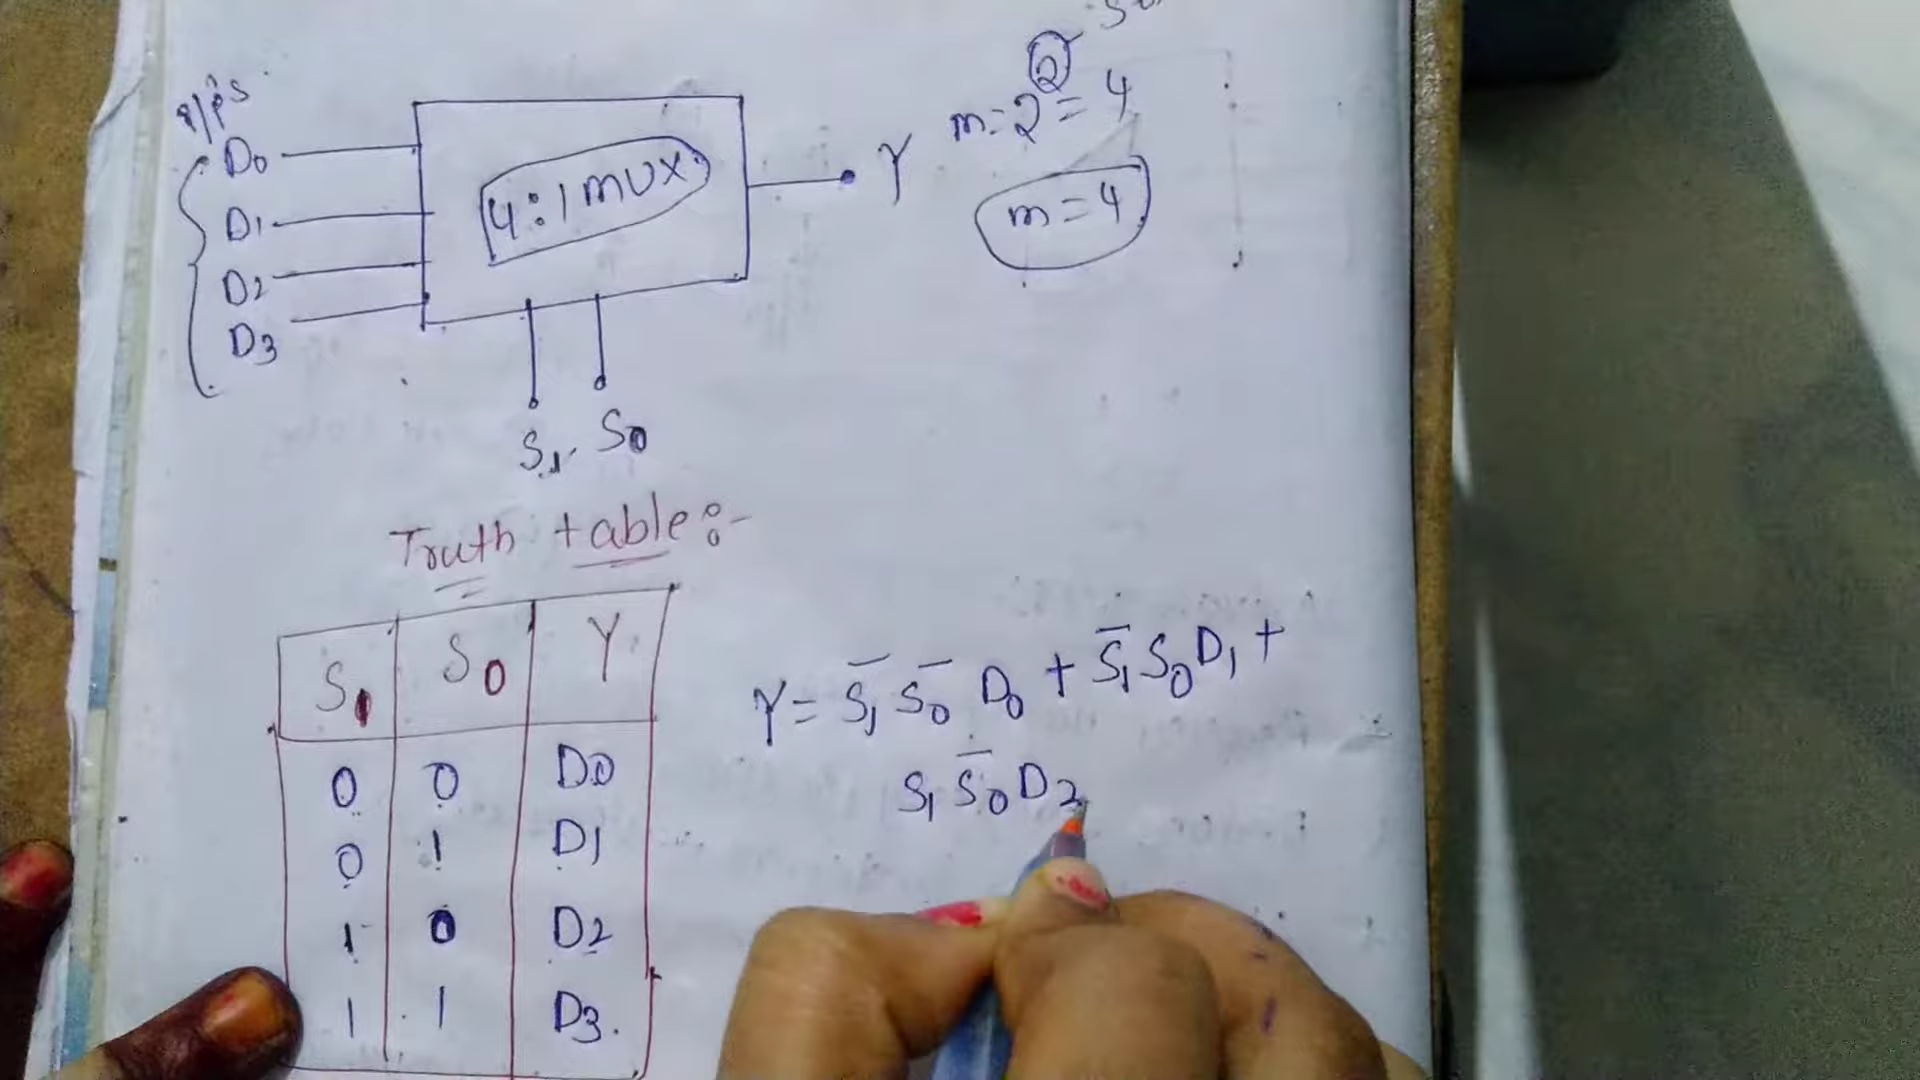 i/ps
D0
D1
D2
D3
4:1 mux
Y
m=2²=4
m=4
S1 S0
Truth table:-
S1 S0 Y
0 0 D0
0 1 D1
1 0 D2
1 1 D3.
Y = S̅1 S̅0 D0 + S̅1 S0 D1 +
S1 S̅0 D2